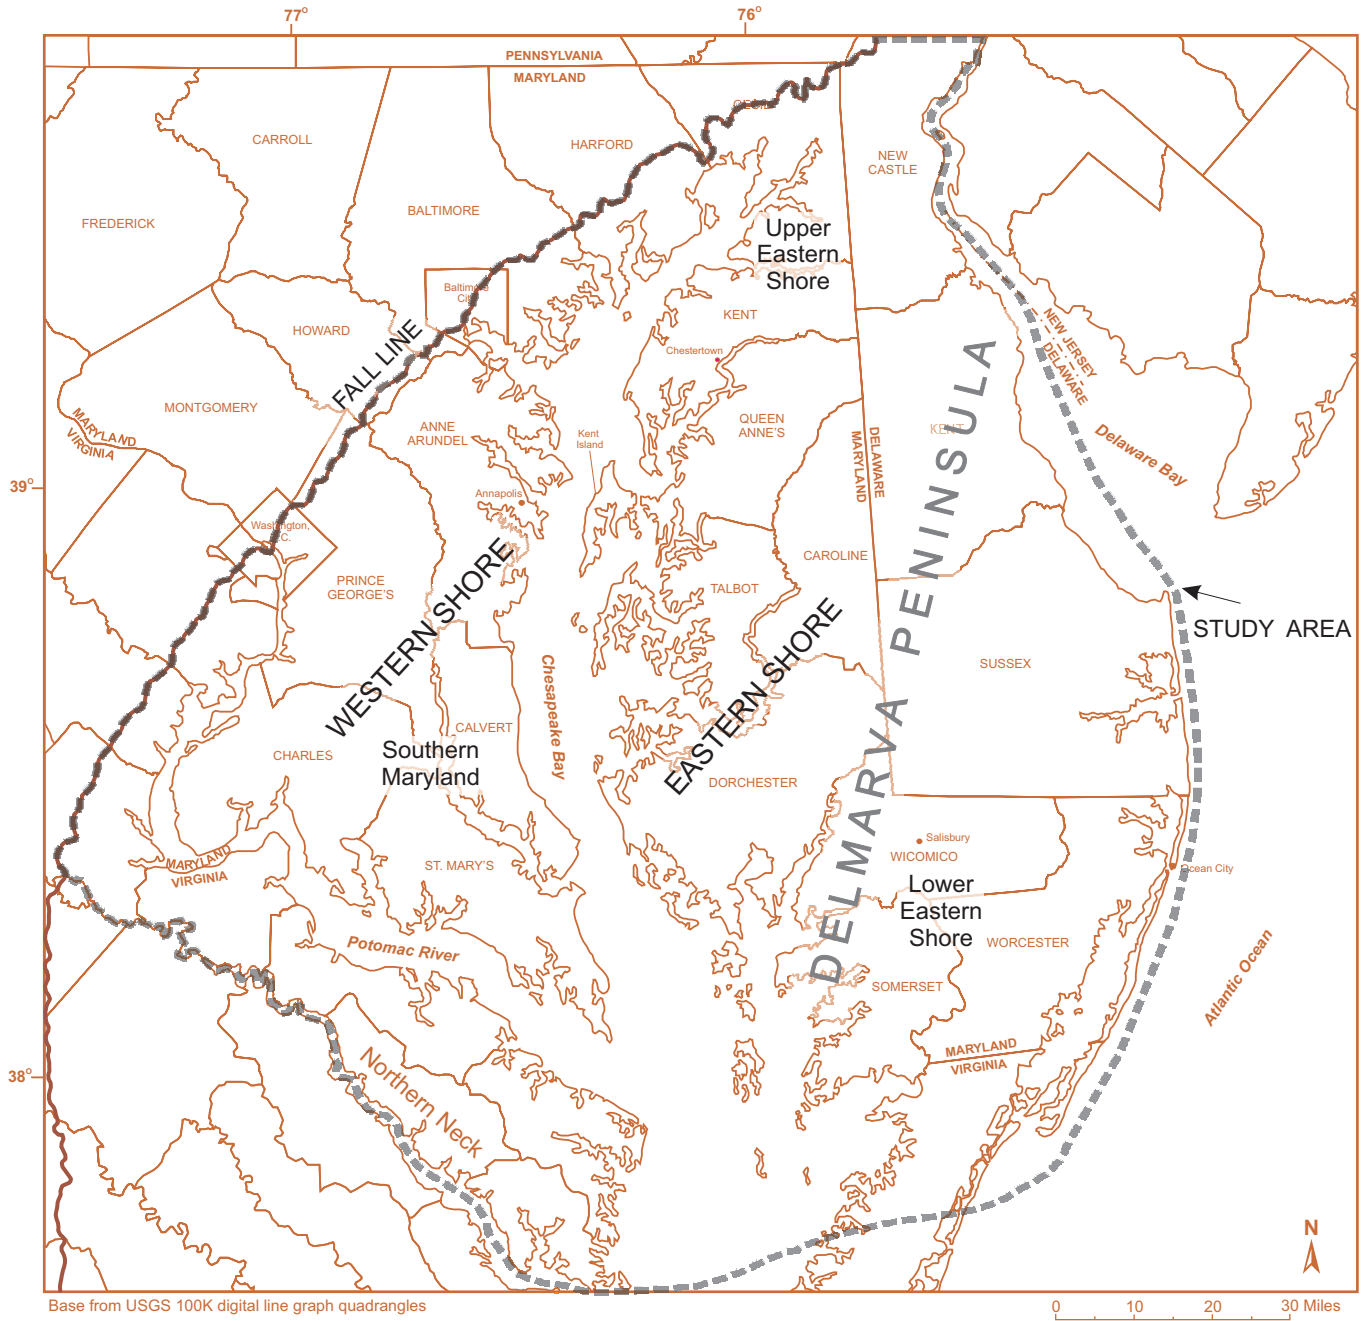 77°
76°
PENNSYLVANIA
MARYLAND
CECIL
CARROLL
HARFORD
NEW
CASTLE
FREDERICK
BALTIMORE
Upper
Eastern
Shore
Baltimore
City
HOWARD
KENT
NEW JERSEY
DELAWARE
FALL LINE
Chestertown
MONTGOMERY
MARYLAND
VIRGINIA
ANNE
ARUNDEL
Kent
Island
QUEEN
ANNE'S
DELAWARE
MARYLAND
KENT
Delaware Bay
39°
Annapolis
Washington,
D.C.
PRINCE
GEORGE'S
WESTERN SHORE
TALBOT
CAROLINE
DELMARVA PENINSULA
STUDY AREA
EASTERN SHORE
SUSSEX
Chesapeake Bay
CALVERT
CHARLES
Southern
Maryland
DORCHESTER
Salisbury
WICOMICO
MARYLAND
VIRGINIA
ST. MARY'S
Ocean City
Lower
Eastern
Shore
WORCESTER
Potomac River
SOMERSET
Atlantic Ocean
MARYLAND
VIRGINIA
38°
Northern Neck
N
Base from USGS 100K digital line graph quadrangles
0 10 20 30 Miles